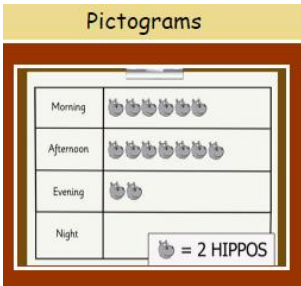 Pictograms
Morning
Afternoon
Evening
Night
= 2 HIPPOS